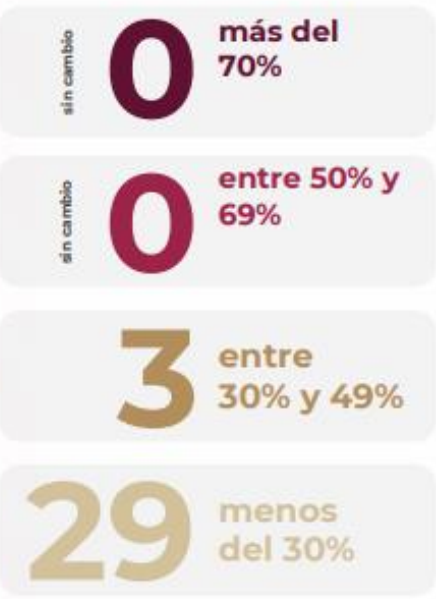 sin cambio
0
más del
70%
sin cambio
0
entre 50% y
69%
3
entre
30% y 49%
29
menos
del 30%